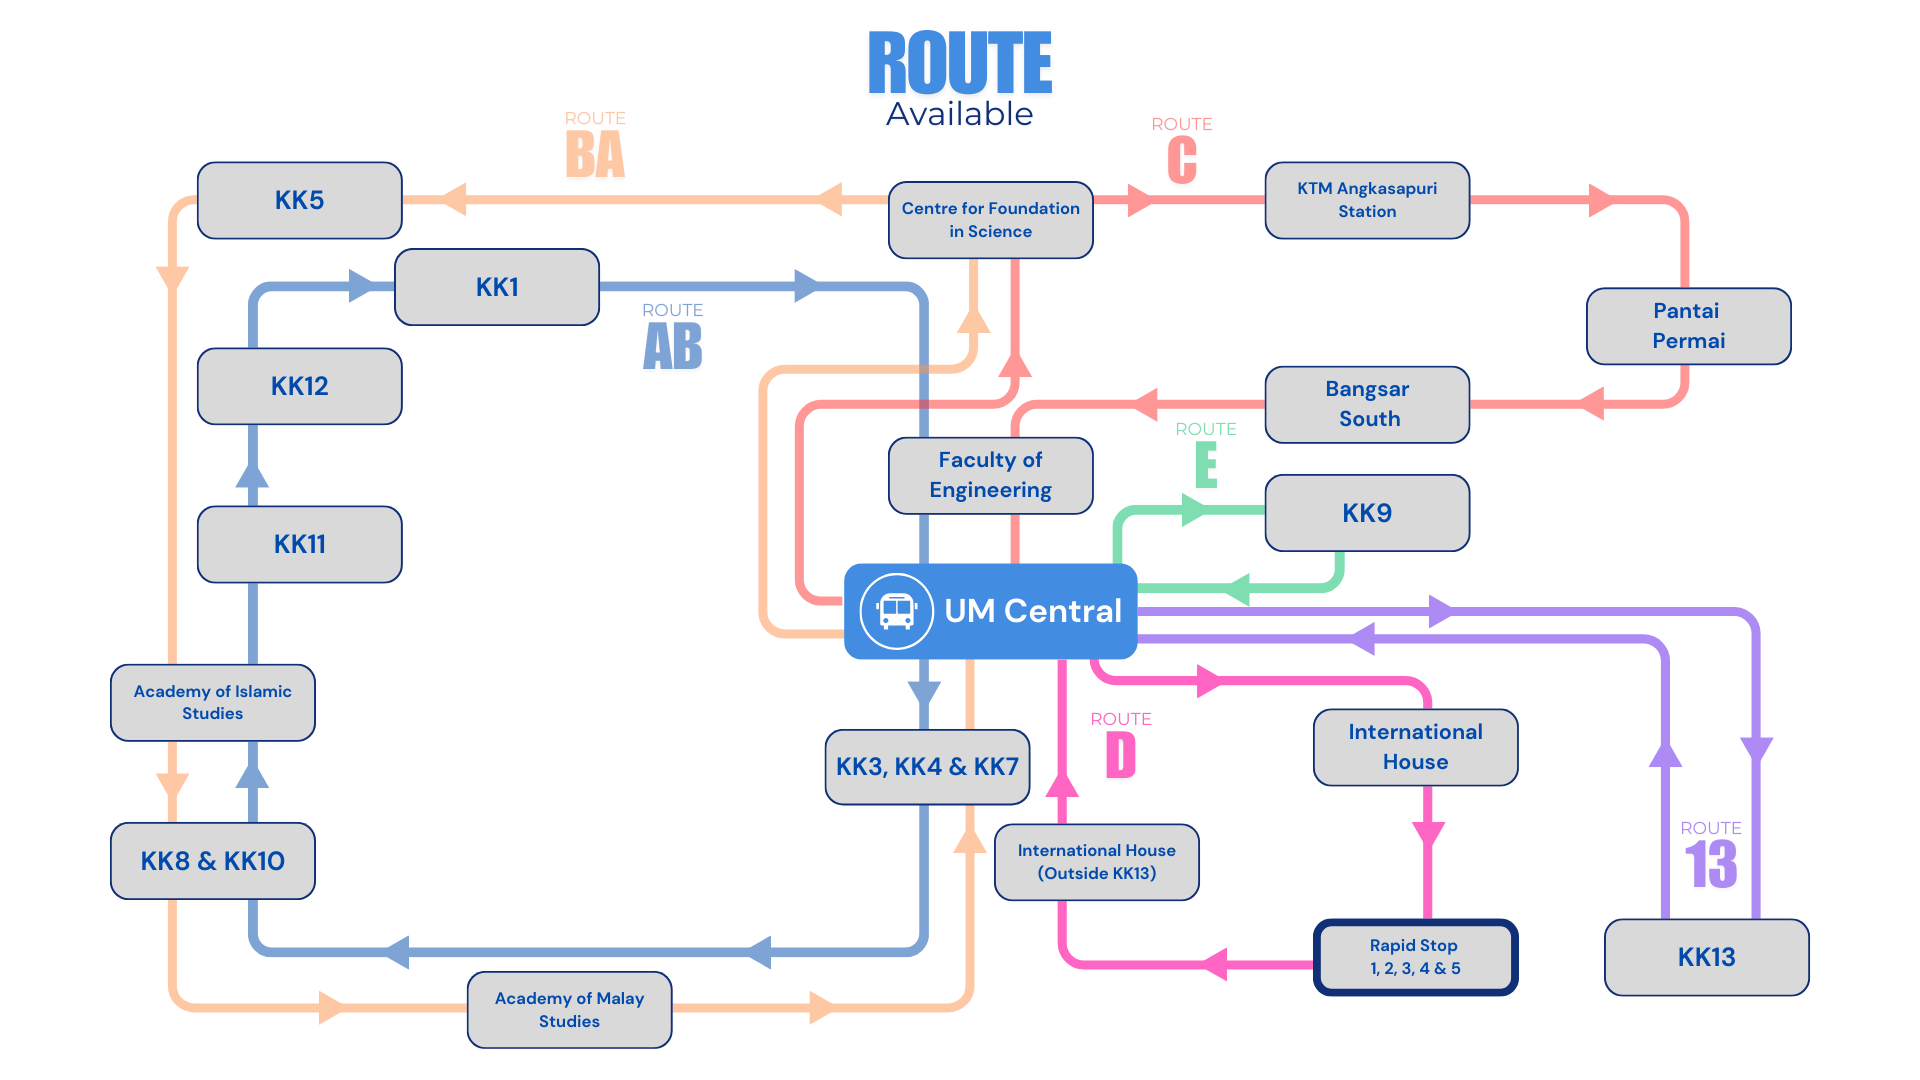 ROUTE
Available
ROUTE
BA
ROUTE
C
KK5
Centre for Foundation
in Science
KTM Angkasapuri
Station
KK1
ROUTE
AB
Pantai
Permai
KK12
Bangsar
South
ROUTE
E
Faculty of
Engineering
KK9
KK11
UM Central
Academy of Islamic
Studies
KK3, KK4 & KK7
ROUTE
D
International
House
KK8 & KK10
International House
(Outside KK13)
ROUTE
13
Rapid Stop
1, 2, 3, 4 & 5
KK13
Academy of Malay
Studies